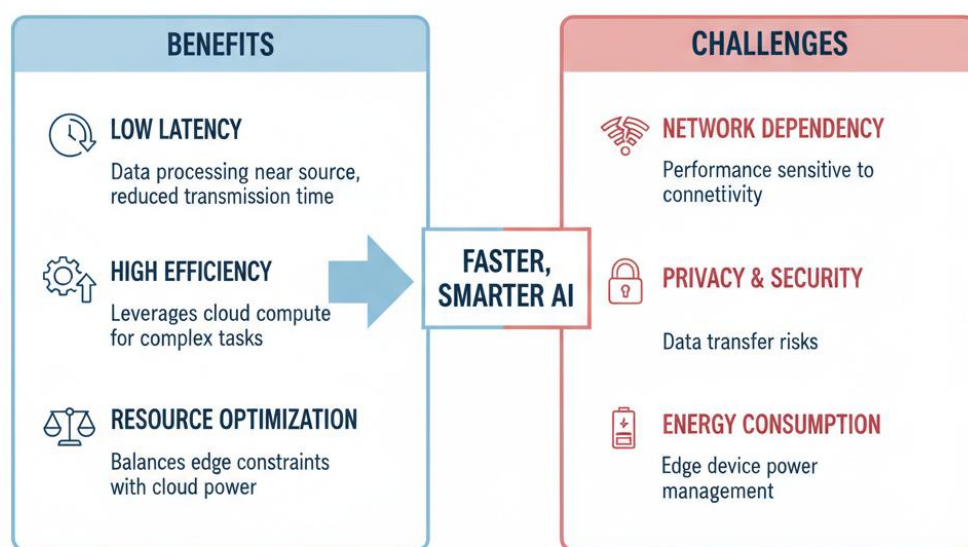 BENEFITS
LOW LATENCY
Data processing near source,
reduced transmission time
HIGH EFFICIENCY
Leverages cloud compute
for complex tasks
RESOURCE OPTIMIZATION
Balances edge constraints
with cloud power
FASTER,
SMARTER AI
CHALLENGES
NETWORK DEPENDENCY
Performance sensitive to
connettivity
PRIVACY & SECURITY
Data transfer risks
ENERGY CONSUMPTION
Edge device power
management